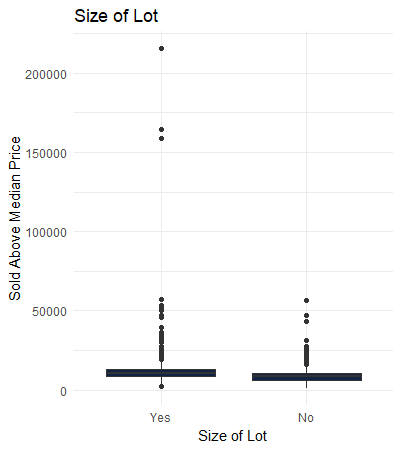 Size of Lot
Sold Above Median Price
200000
150000
100000
50000
0
Yes No
Size of Lot